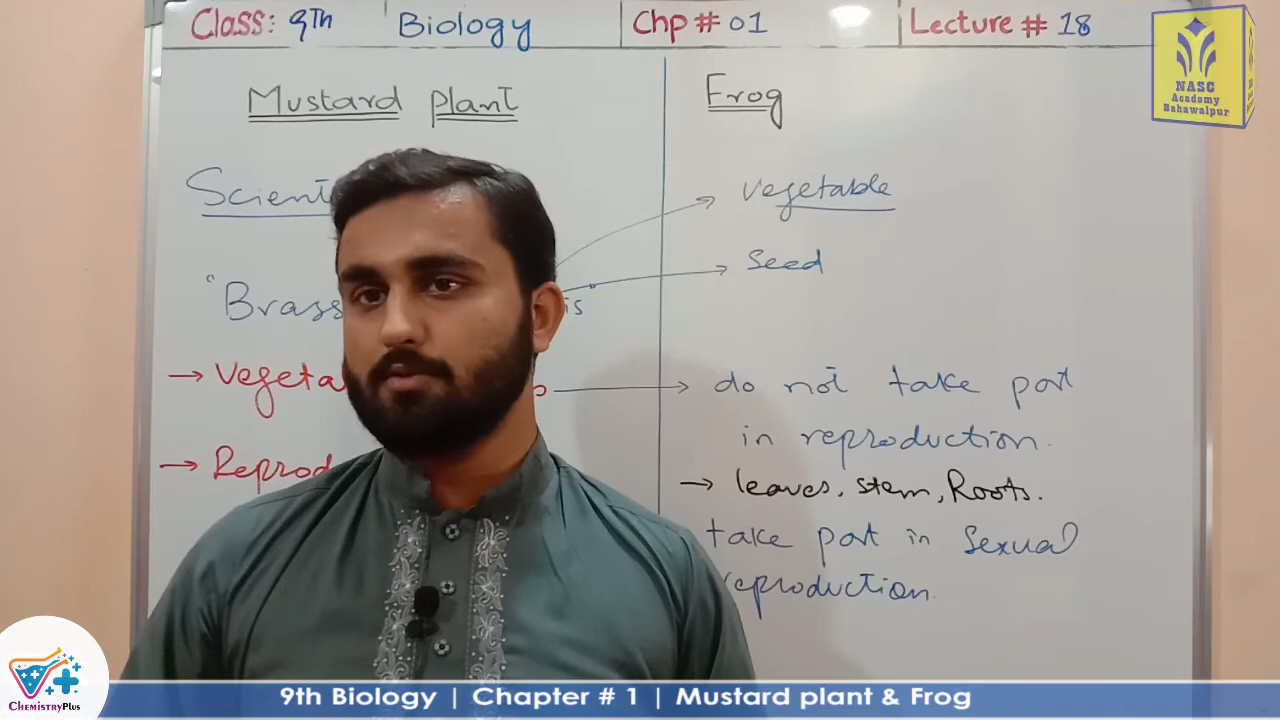 Class: 9Th Biology Chp # 01 Lecture # 18
NASC
Academy
Bahawalpur
Mustard plant
Frog
Scient
vegetable
Seed
"Brass is
→ Vegeta
do not take part
in reproduction.
→ Reprod
→ leaves, stem, Roots.
take part in Sexual
reproduction.
CHEMISTRYPLUS
9th Biology | Chapter # 1 | Mustard plant & Frog